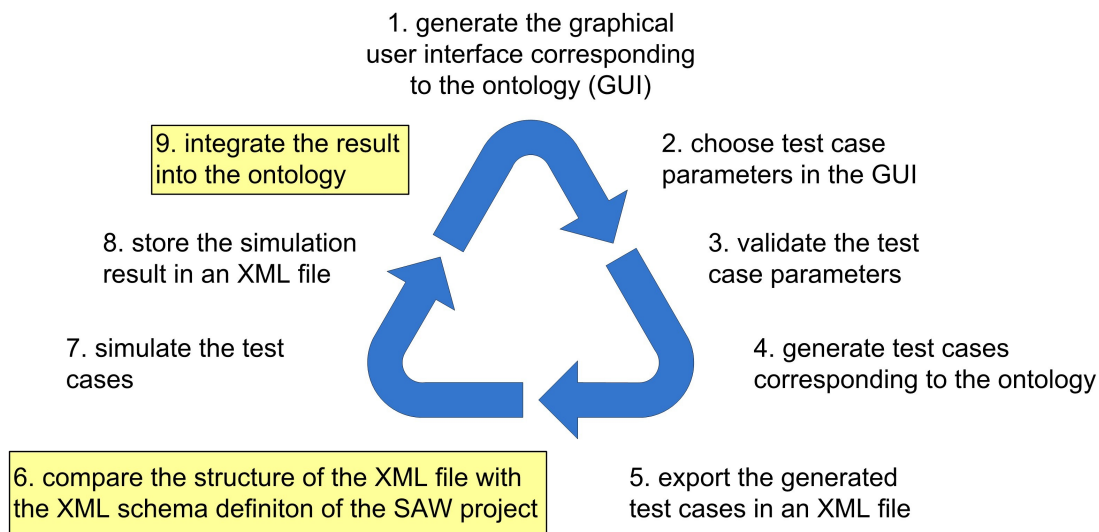 1. generate the graphical
user interface corresponding
to the ontology (GUI)
2. choose test case
parameters in the GUI
3. validate the test
case parameters
4. generate test cases
corresponding to the ontology
5. export the generated
test cases in an XML file
6. compare the structure of the XML file with
the XML schema definiton of the SAW project
7. simulate the test
cases
8. store the simulation
result in an XML file
9. integrate the result
into the ontology